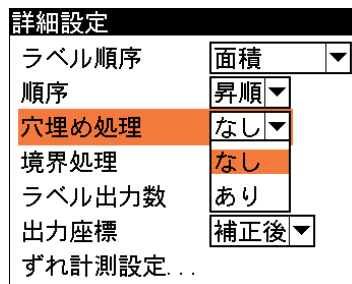 詳細設定
ラベル順序 面積
順序 昇順
穴埋め処理 なし
境界処理 なし
ラベル出力数 あり
出力座標 補正後
ずれ計測設定...